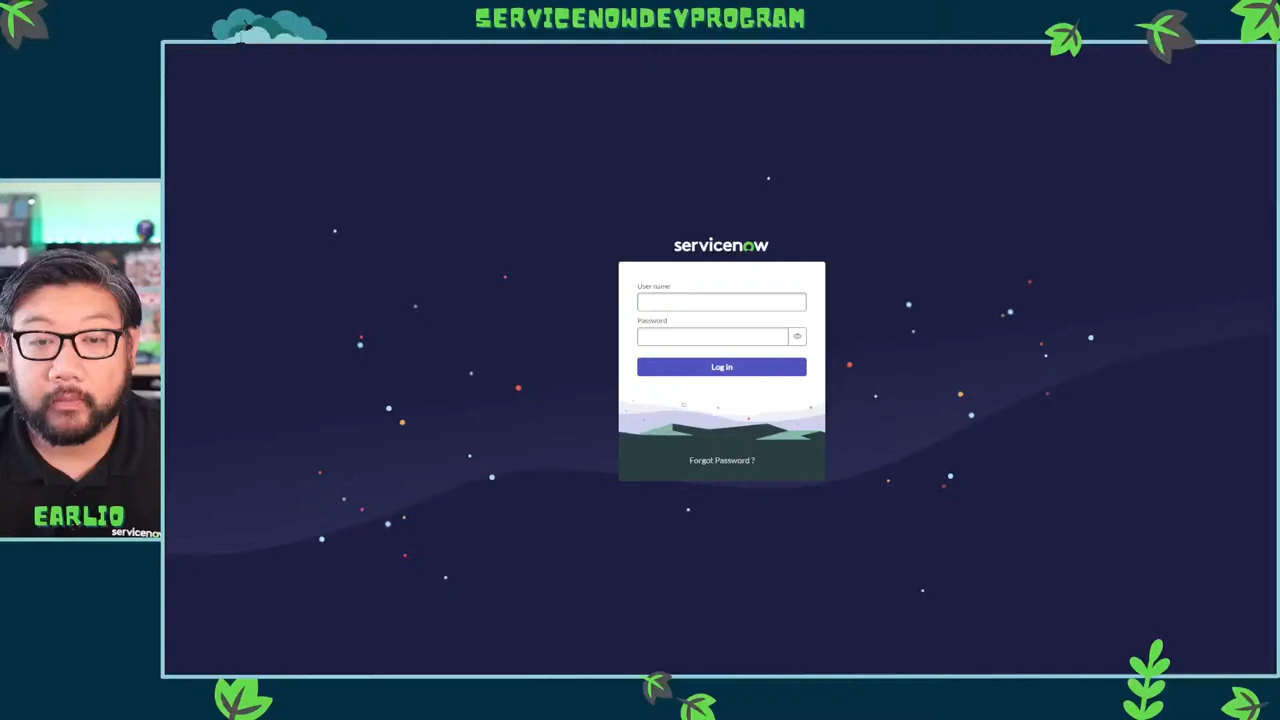 SERVICENOWDEVPROGRAM
servicenow
User name
Password
Log in
Forgot Password ?
EARLIO
servicenow